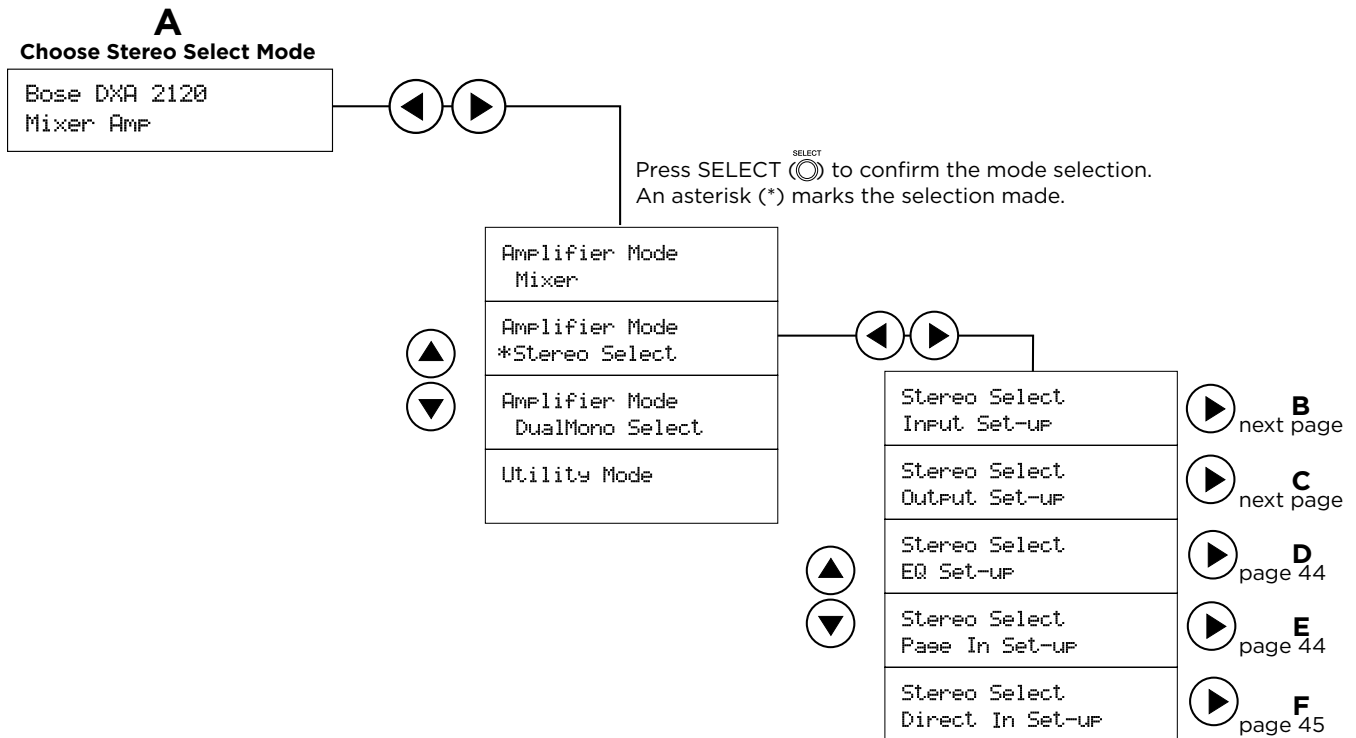 A
Choose Stereo Select Mode
Bose DXA 2120
Mixer Amp
SELECT
Press SELECT ( ) to confirm the mode selection.
An asterisk (*) marks the selection made.
Amplifier Mode
Mixer
Amplifier Mode
*Stereo Select
Amplifier Mode
DualMono Select
Utility Mode
Stereo Select
Input Set-up
B
next page
Stereo Select
Output Set-up
C
next page
Stereo Select
EQ Set-up
D
page 44
Stereo Select
Page In Set-up
E
page 44
Stereo Select
Direct In Set-up
F
page 45